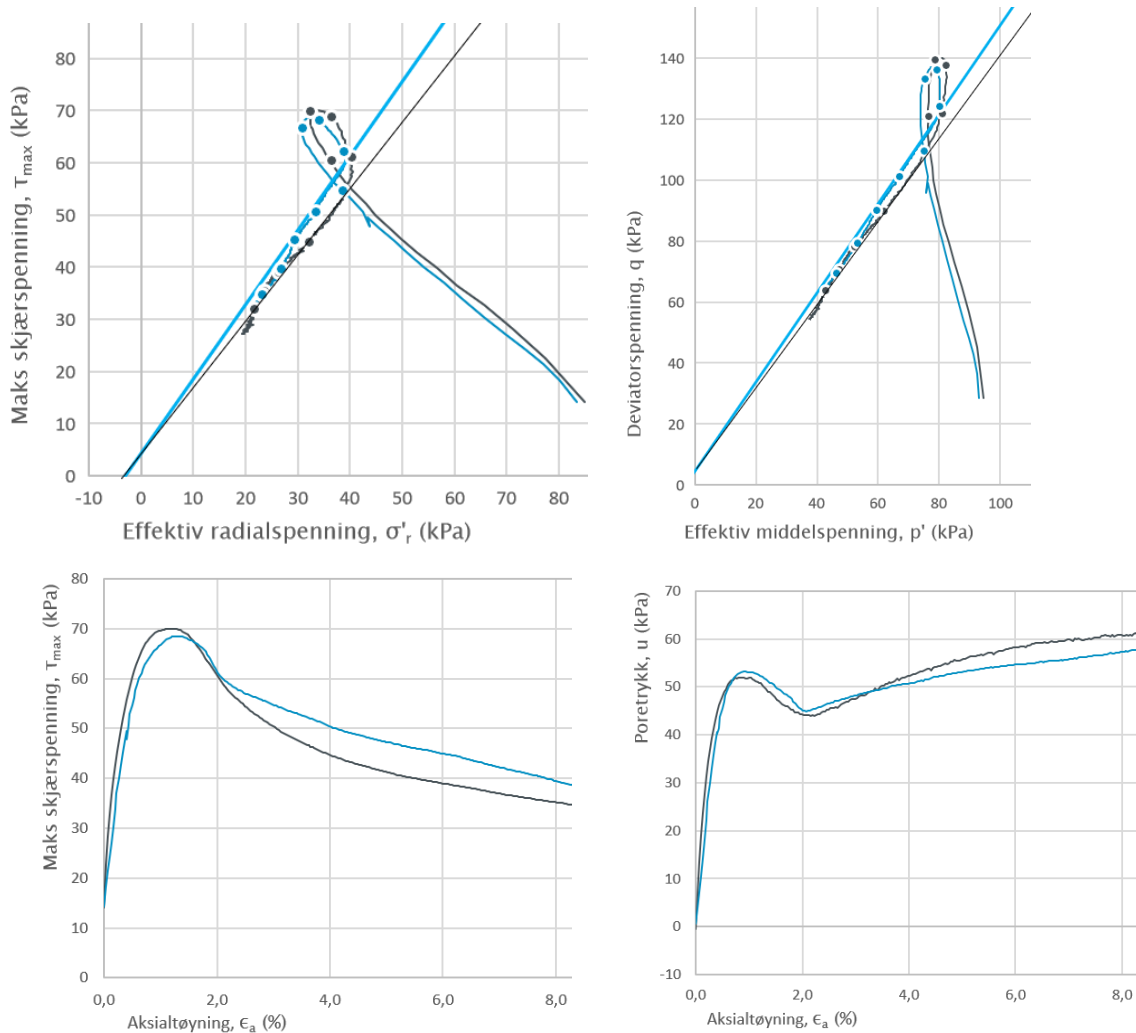 Maks skjærspenning, τmax (kPa)
80
70
60
50
40
30
20
10
0
-10 0 10 20 30 40 50 60 70 80
Effektiv radialspenning, σ'r (kPa)
Deviatorspenning, q (kPa)
140
120
100
80
60
40
20
0
0 20 40 60 80 100
Effektiv middelspenning, p' (kPa)
Maks skjærspenning, τmax (kPa)
80
70
60
50
40
30
20
10
0
0,0 2,0 4,0 6,0 8,0
Aksialtøyning, ϵa (%)
Poretrykk, u (kPa)
70
60
50
40
30
20
10
0
-10
0,0 2,0 4,0 6,0 8,0
Aksialtøyning, ϵa (%)